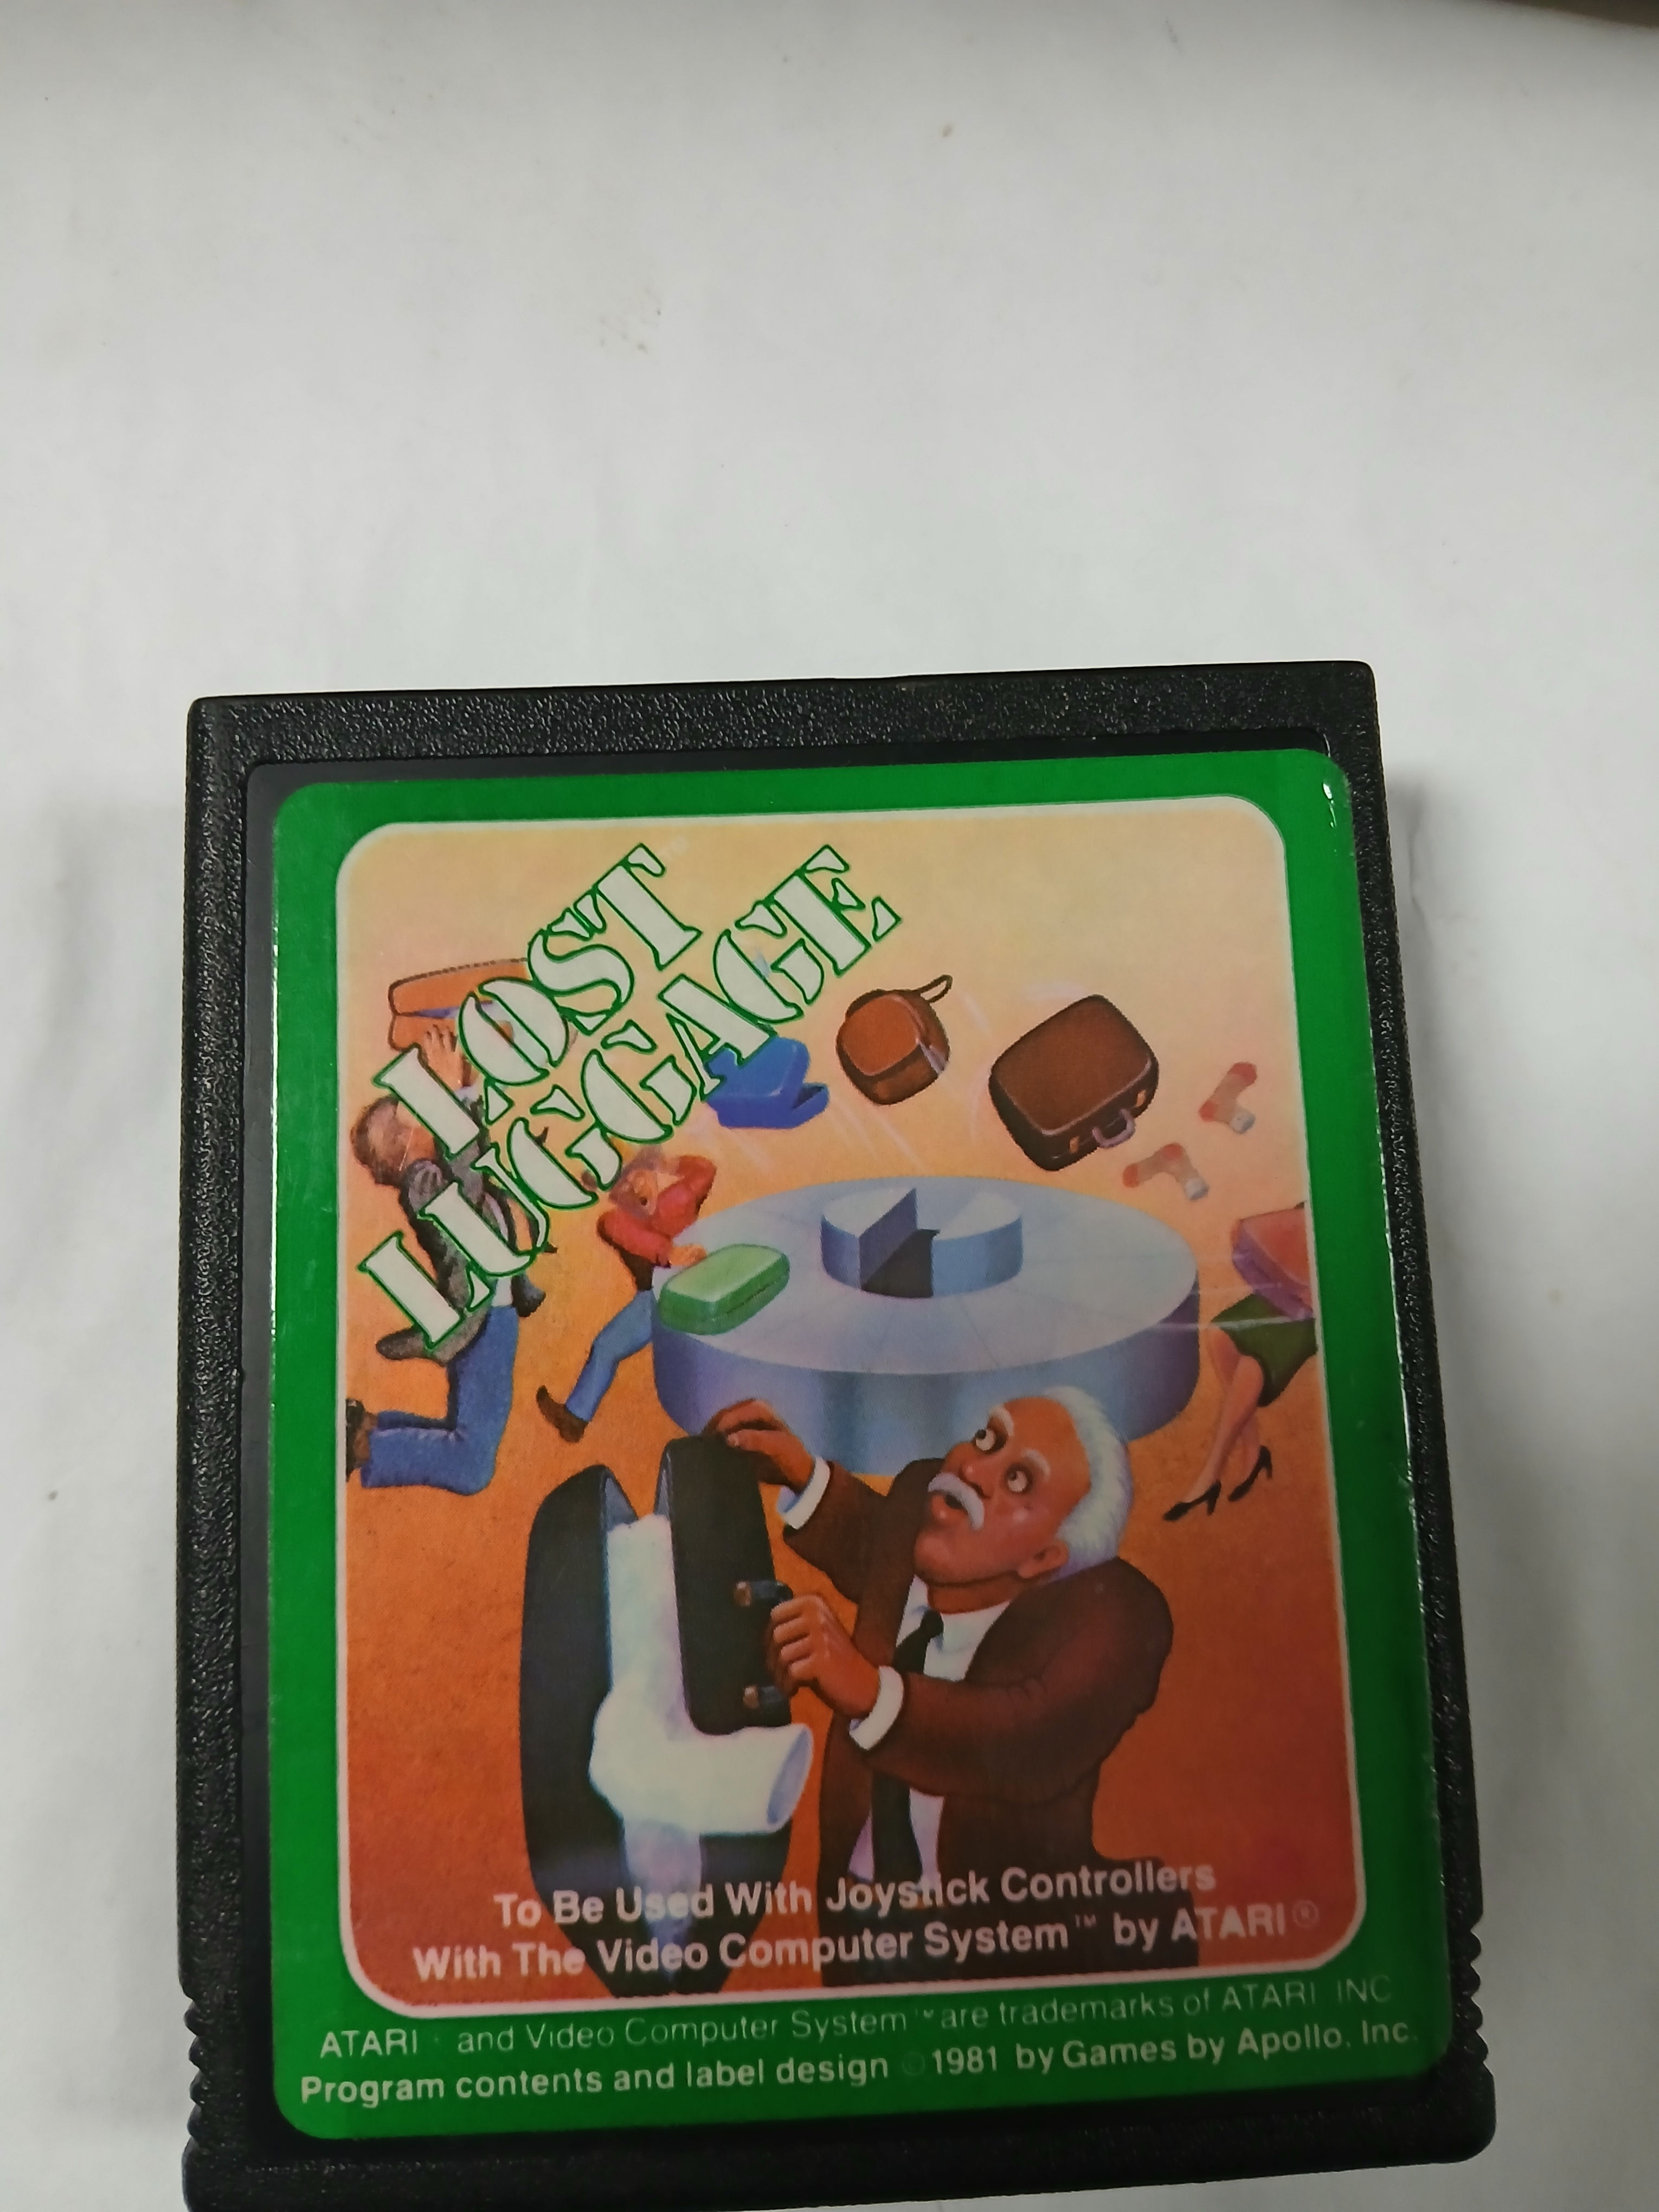 LOST
LUGGAGE
To Be Used With Joystick Controllers
With The Video Computer System™ by ATARI®
ATARI and Video Computer System™ are trademarks of ATARI INC
Program contents and label design © 1981 by Games by Apollo, Inc.